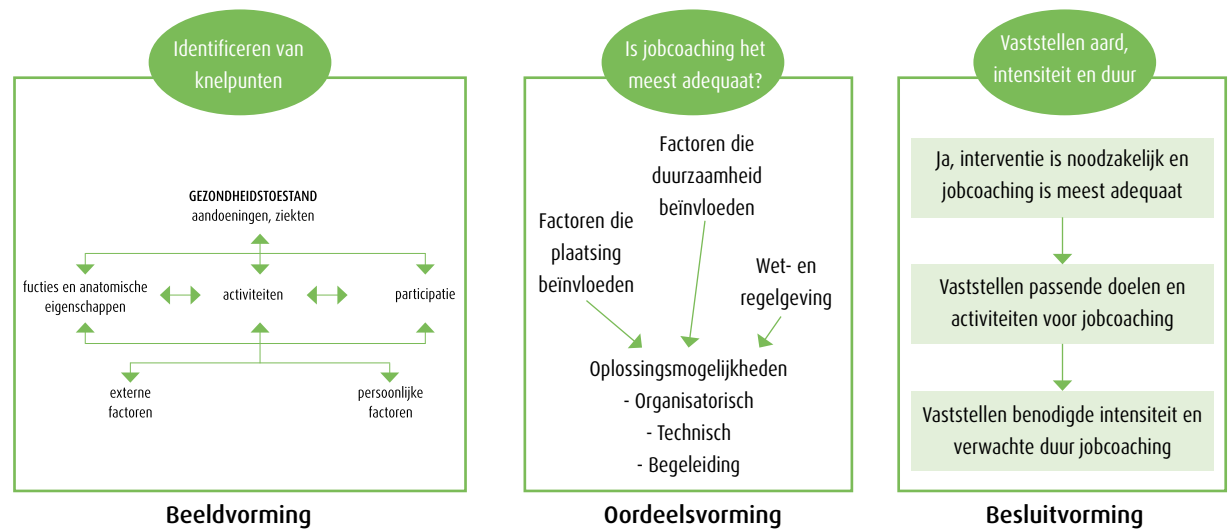 Identificeren van
knelpunten
GEZONDHEIDSTOESTAND
aandoeningen, ziekten
fucties en anatomische
eigenschappen
activiteiten
participatie
externe
factoren
persoonlijke
factoren
Beeldvorming
Is jobcoaching het
meest adequaat?
Factoren die
duurzaamheid
beïnvloeden
Factoren die
plaatsing
beïnvloeden
Wet- en
regelgeving
Oplossingsmogelijkheden
- Organisatorisch
- Technisch
- Begeleiding
Oordeelsvorming
Vaststellen aard,
intensiteit en duur
Ja, interventie is noodzakelijk en
jobcoaching is meest adequaat
Vaststellen passende doelen en
activiteiten voor jobcoaching
Vaststellen benodigde intensiteit en
verwachte duur jobcoaching
Besluitvorming